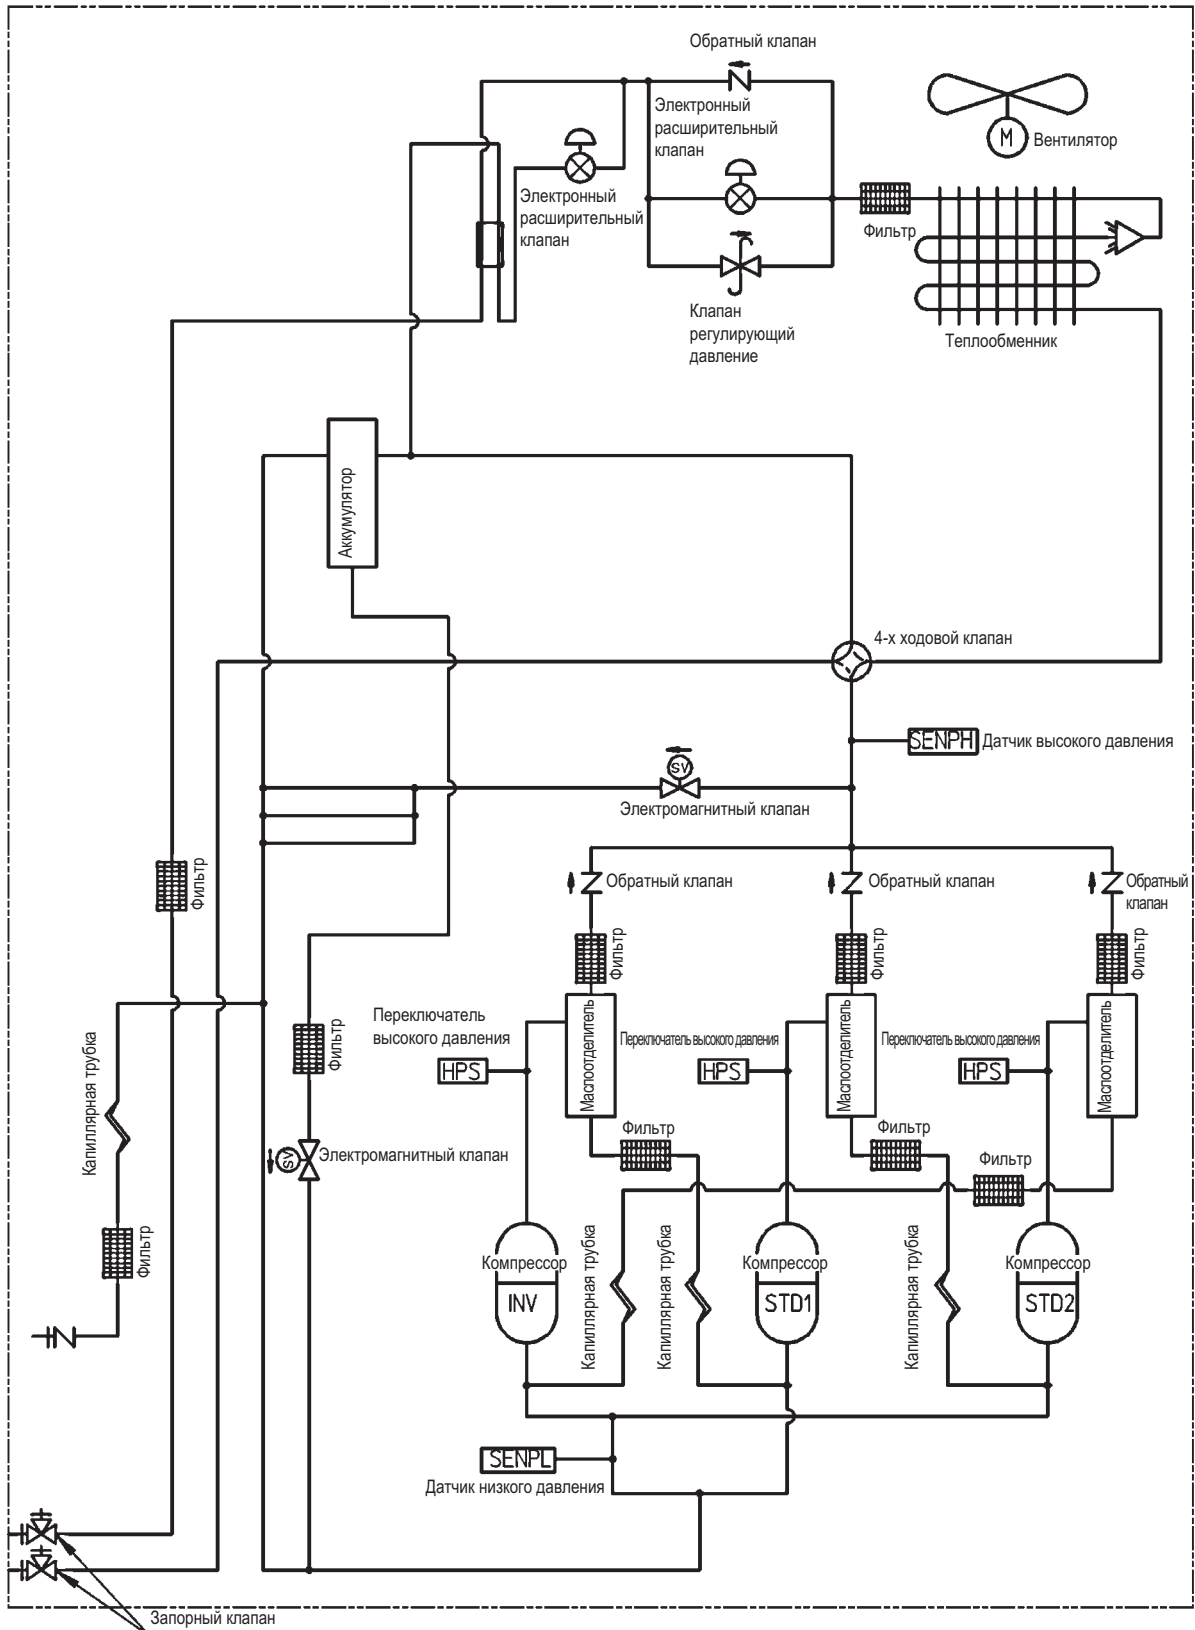 Обратный клапан
Электронный
расширительный
клапан
M
Вентилятор
Электронный
расширительный
клапан
Фильтр
Клапан
регулирующий
давление
Теплообменник
Аккумулятор
4-х ходовой клапан
SENPH
Датчик высокого давления
SV
Электромагнитный клапан
Фильтр
Обратный клапан
Обратный клапан
Обратный
клапан
Фильтр
Фильтр
Фильтр
Переключатель
высокого давления
Переключатель высокого давления
Переключатель высокого давления
HPS
HPS
HPS
Маслоотделитель
Маслоотделитель
Маслоотделитель
Фильтр
Капиллярная трубка
Фильтр
Фильтр
Фильтр
SV
Электромагнитный клапан
Фильтр
Компрессор
INV
Капиллярная трубка
Капиллярная трубка
Компрессор
STD1
Капиллярная трубка
Компрессор
STD2
SENPL
Датчик низкого давления
Запорный клапан